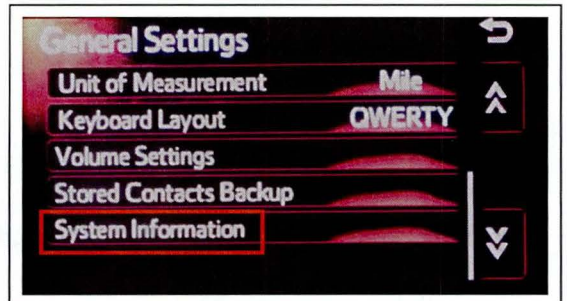 General Settings
Unit of Measurement Mile
Keyboard Layout QWERTY
Volume Settings
Stored Contacts Backup
System Information